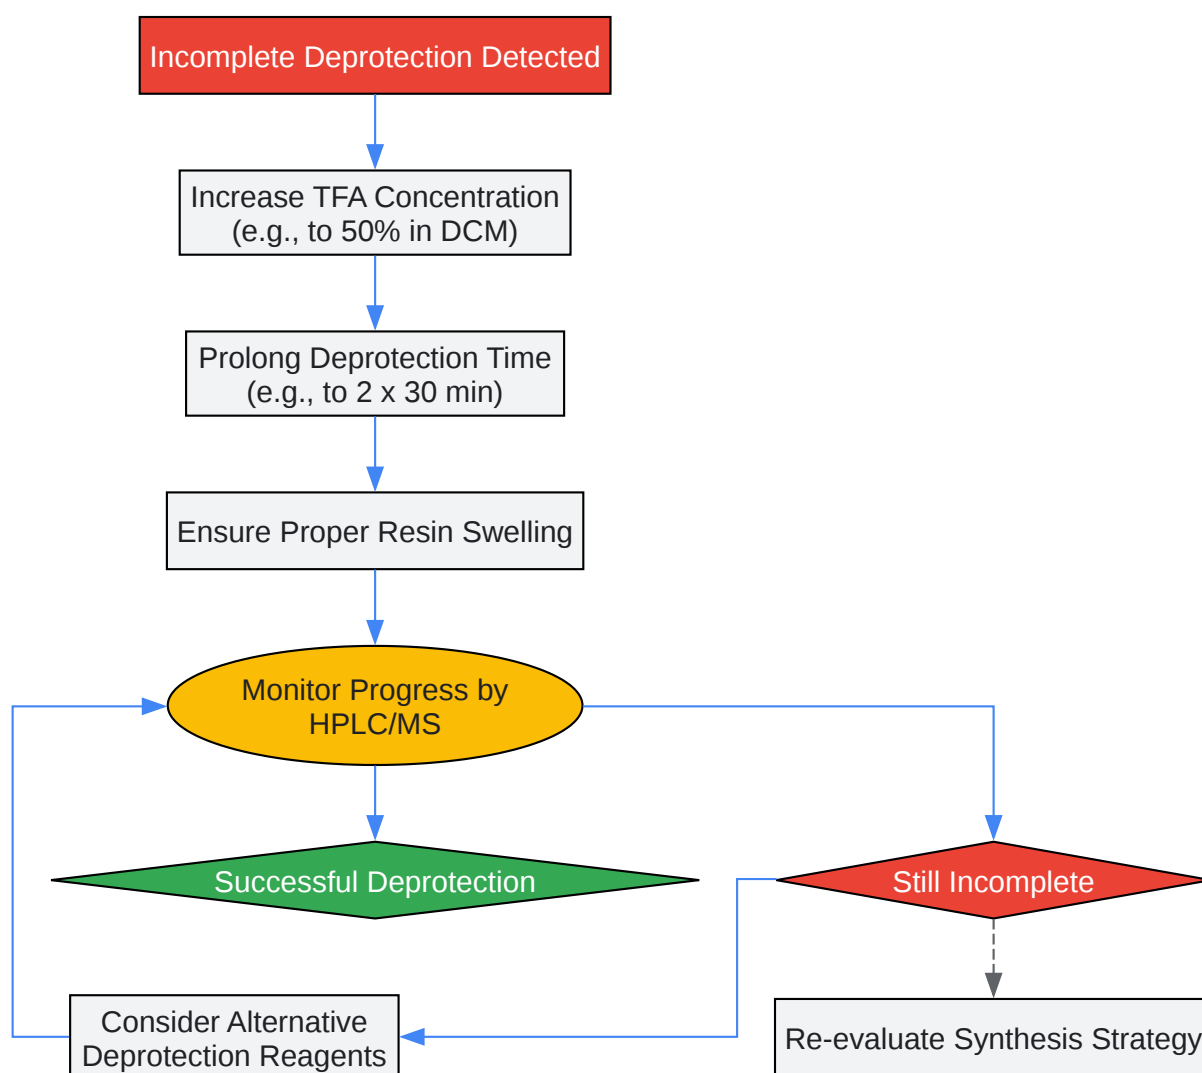 Incomplete Deprotection Detected
Increase TFA Concentration
(e.g., to 50% in DCM)
Prolong Deprotection Time
(e.g., to 2 x 30 min)
Ensure Proper Resin Swelling
Monitor Progress by
HPLC/MS
Successful Deprotection
Still Incomplete
Consider Alternative
Deprotection Reagents
Re-evaluate Synthesis Strategy